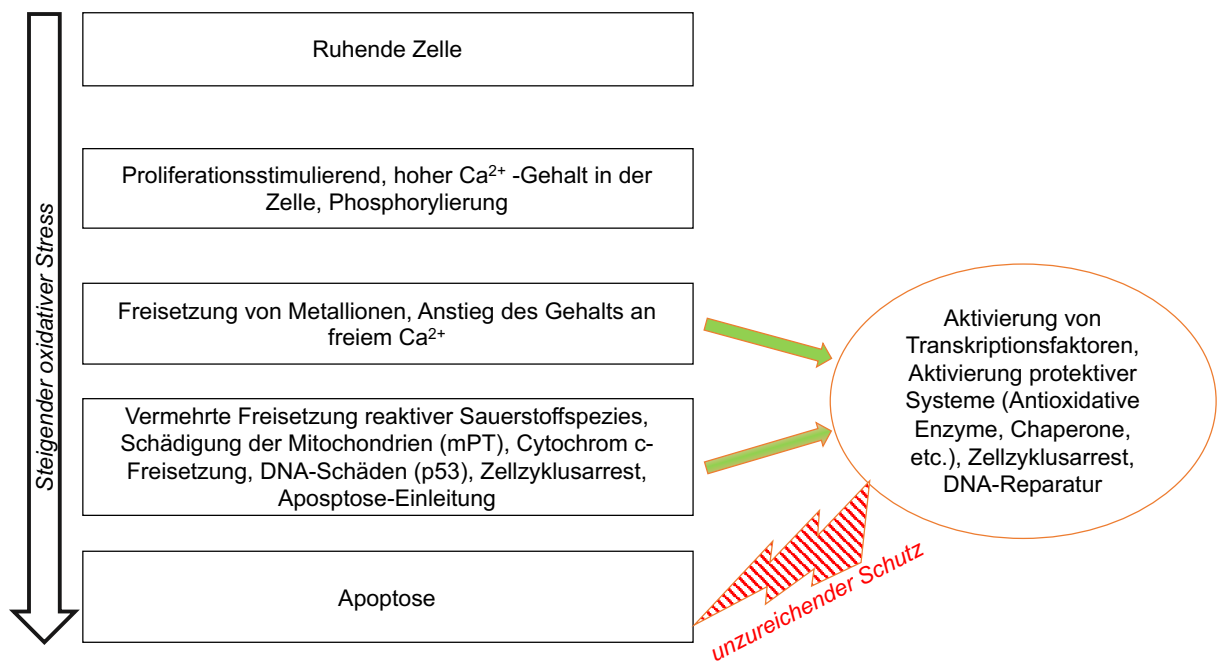 Steigender oxidativer Stress
Ruhende Zelle
Proliferationsstimulierend, hoher Ca²⁺ -Gehalt in der
Zelle, Phosphorylierung
Freisetzung von Metallionen, Anstieg des Gehalts an
freiem Ca²⁺
Vermehrte Freisetzung reaktiver Sauerstoffspezies,
Schädigung der Mitochondrien (mPT), Cytochrom c-
Freisetzung, DNA-Schäden (p53), Zellzyklusarrest,
Aposptose-Einleitung
Apoptose
Aktivierung von
Transkriptionsfaktoren,
Aktivierung protektiver
Systeme (Antioxidative
Enzyme, Chaperone,
etc.), Zellzyklusarrest,
DNA-Reparatur
unzureichender Schutz